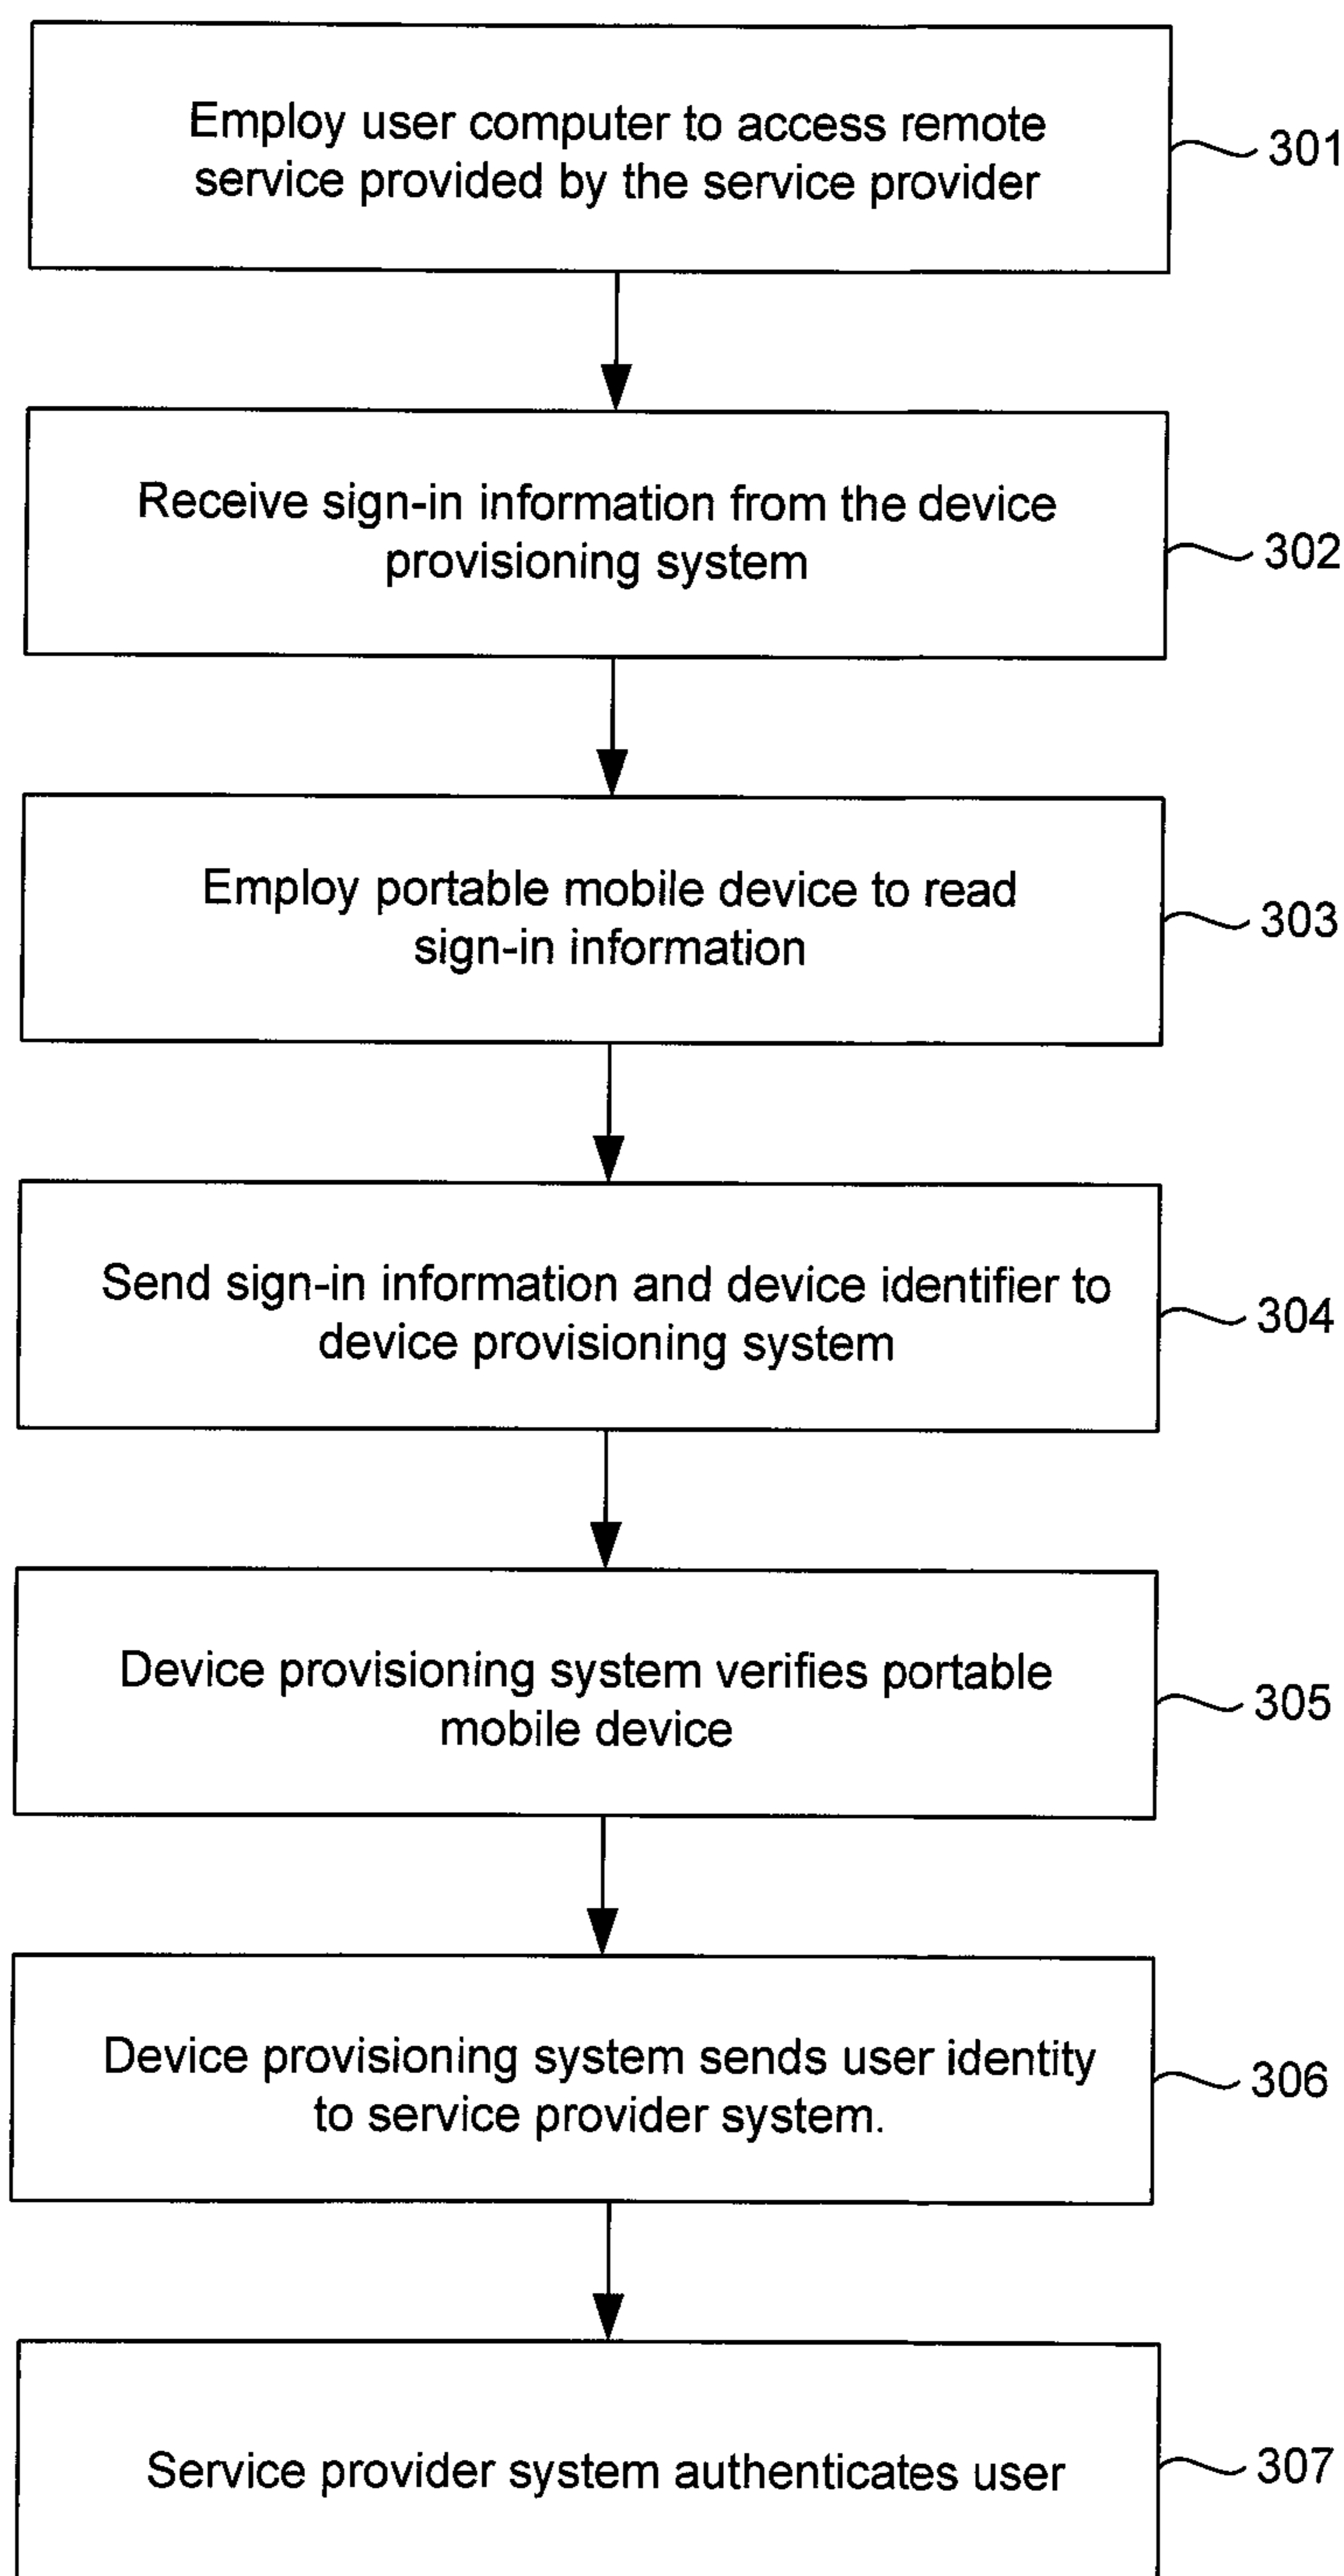 Employ user computer to access remote
service provided by the service provider
301
Receive sign-in information from the device
provisioning system
302
Employ portable mobile device to read
sign-in information
303
Send sign-in information and device identifier to
device provisioning system
304
Device provisioning system verifies portable
mobile device
305
Device provisioning system sends user identity
to service provider system.
306
Service provider system authenticates user
307